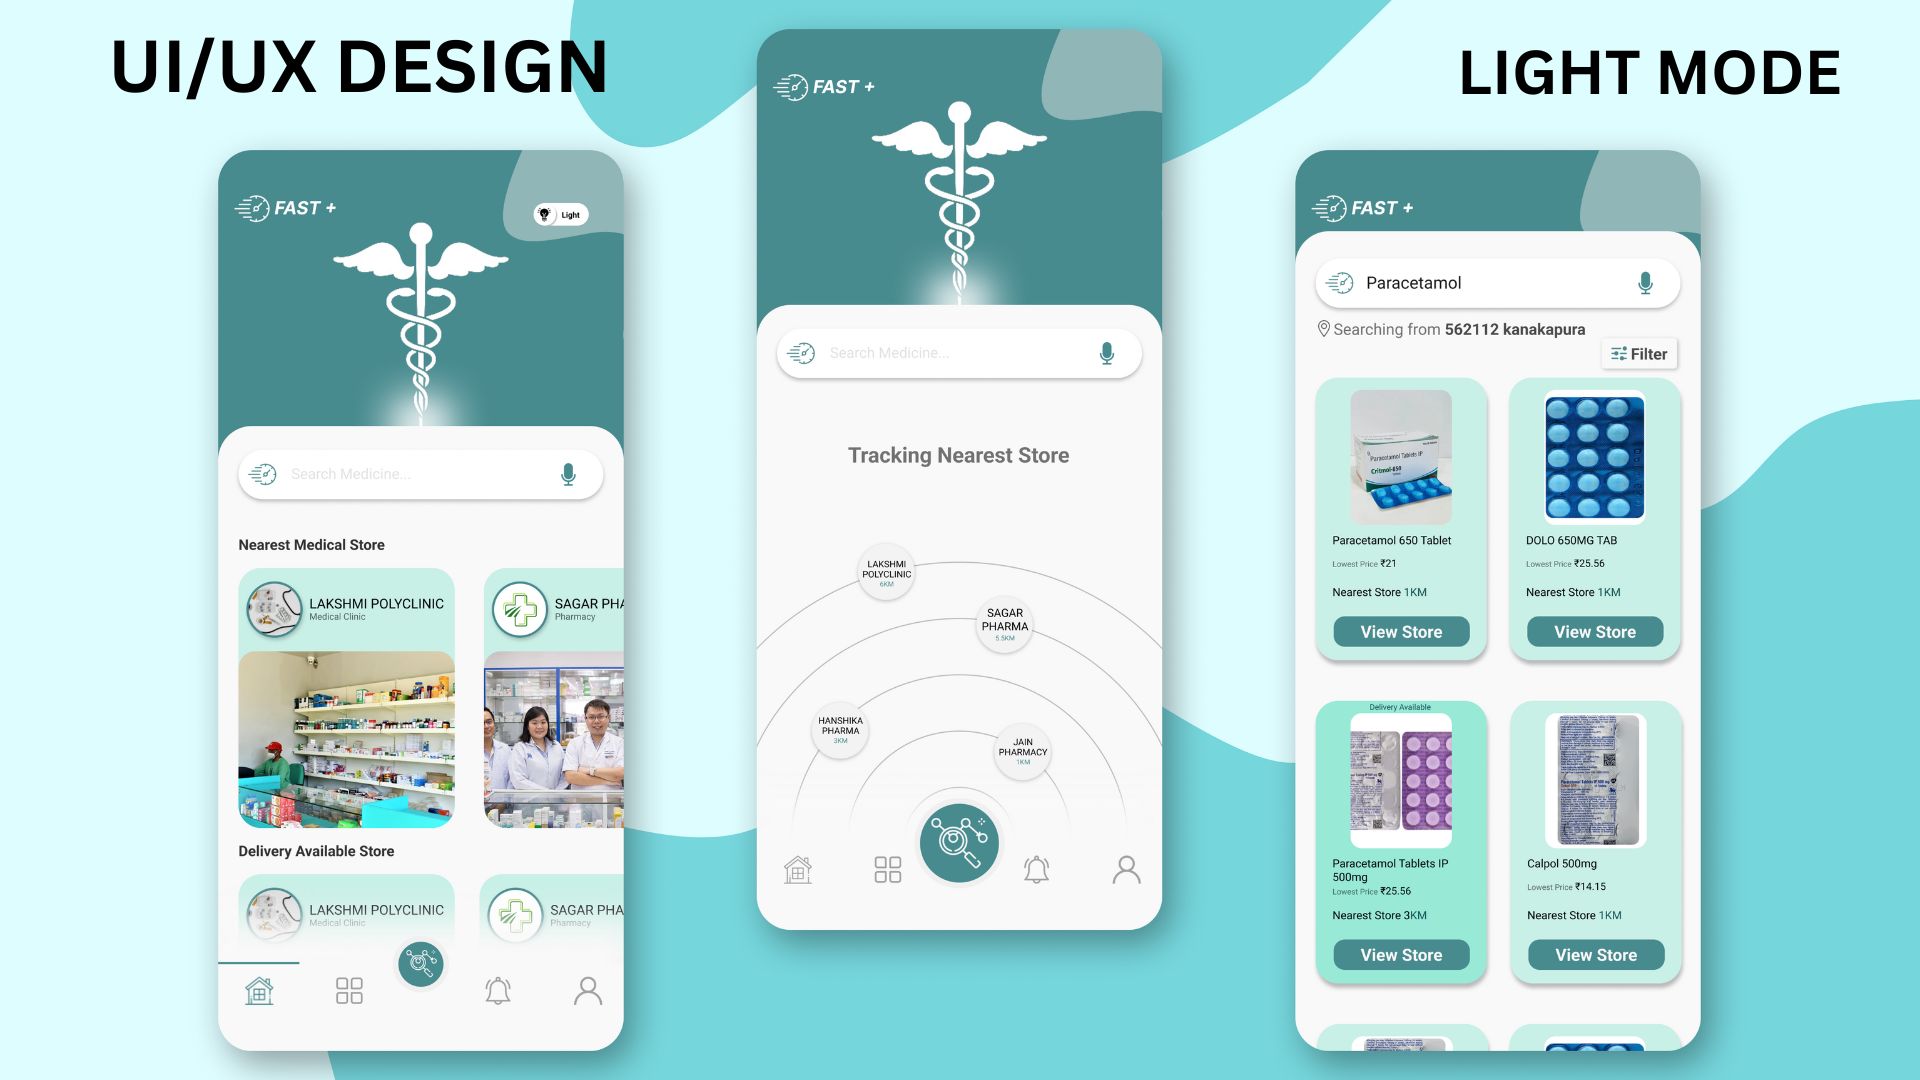 UI/UX DESIGN
LIGHT MODE
FAST +
Light
Search Medicine...
Nearest Medical Store
LAKSHMI POLYCLINIC
Medical Clinic
SAGAR PHA
Pharmacy
Delivery Available Store
LAKSHMI POLYCLINIC
Medical Clinic
SAGAR PHA
Pharmacy
FAST +
Search Medicine...
Tracking Nearest Store
LAKSHMI
POLYCLINIC
6KM
SAGAR
PHARMA
5.5KM
HANSHIKA
PHARMA
3KM
JAIN
PHARMACY
1KM
FAST +
Paracetamol
Searching from 562112 kanakapura
Filter
Paracetamol Tablets IP
Critmol-650
Paracetamol 650 Tablet
Lowest Price ₹21
Nearest Store 1KM
View Store
DOLO 650MG TAB
Lowest Price ₹25.56
Nearest Store 1KM
View Store
Delivery Available
Paracetamol Tablets IP
500mg
Lowest Price ₹25.56
Nearest Store 3KM
View Store
Calpol 500mg
Lowest Price ₹14.15
Nearest Store 1KM
View Store